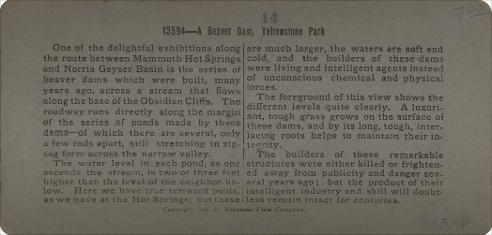 14
700
13594—A Beaver Dam, Yellowstone Park
One of the delightful exhibitions along
the route between Mammoth Hot Springs
and Norris Geyser Basin is the series of
beaver dams which were built, many
years ago, across a stream that flows
along the base of the Obsidian Cliffs. The
roadway runs directly along the margin
of the series of ponds made by these
dams—of which there are several, only
a few rods apart, still stretching in zig-
zag form across the narrow valley.
The water level in each pond, as one
ascends the stream, is two or three feet
higher than the level of the neighbor be-
low. Here we have true terraced pools,
as we have at the Hot Springs; but these
are much larger, the waters are soft and
cold, and the builders of these dams
were living and intelligent agents instead
of unconscious chemical and physical
forces.
The foreground of this view shows the
different levels quite clearly. A luxuri-
ant, tough grass grows on the surface of
these dams, and by its long, tough, inter-
lacing roots helps to maintain their in-
tegrity.
The builders of these remarkable
structures were either killed or frighten-
ed away from publicity and danger sev-
eral years ago; but the product of their
intelligent industry and skill will doubt-
less remain intact for centuries.
Copyright by Keystone View Company.